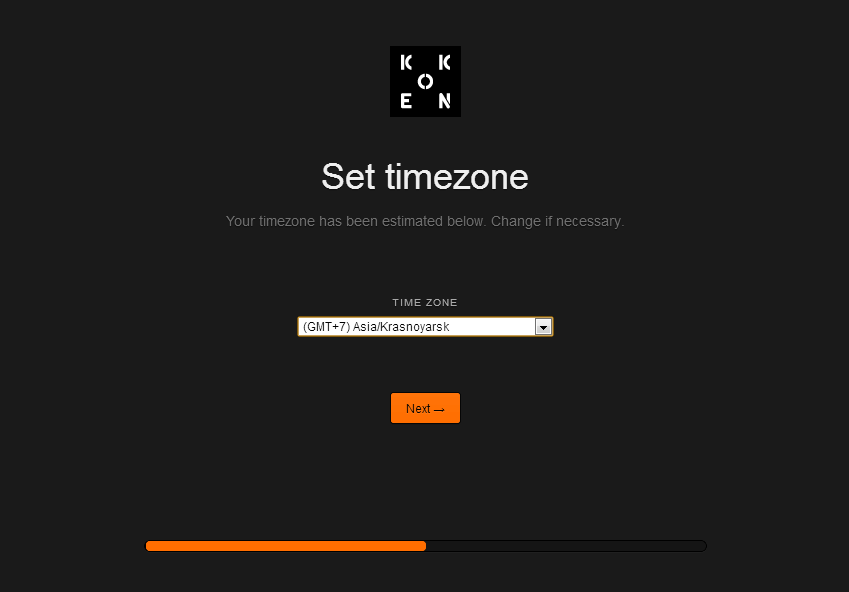 K K
O
E N
Set timezone
Your timezone has been estimated below. Change if necessary.
TIME ZONE
(GMT+7) Asia/Krasnoyarsk
Next →